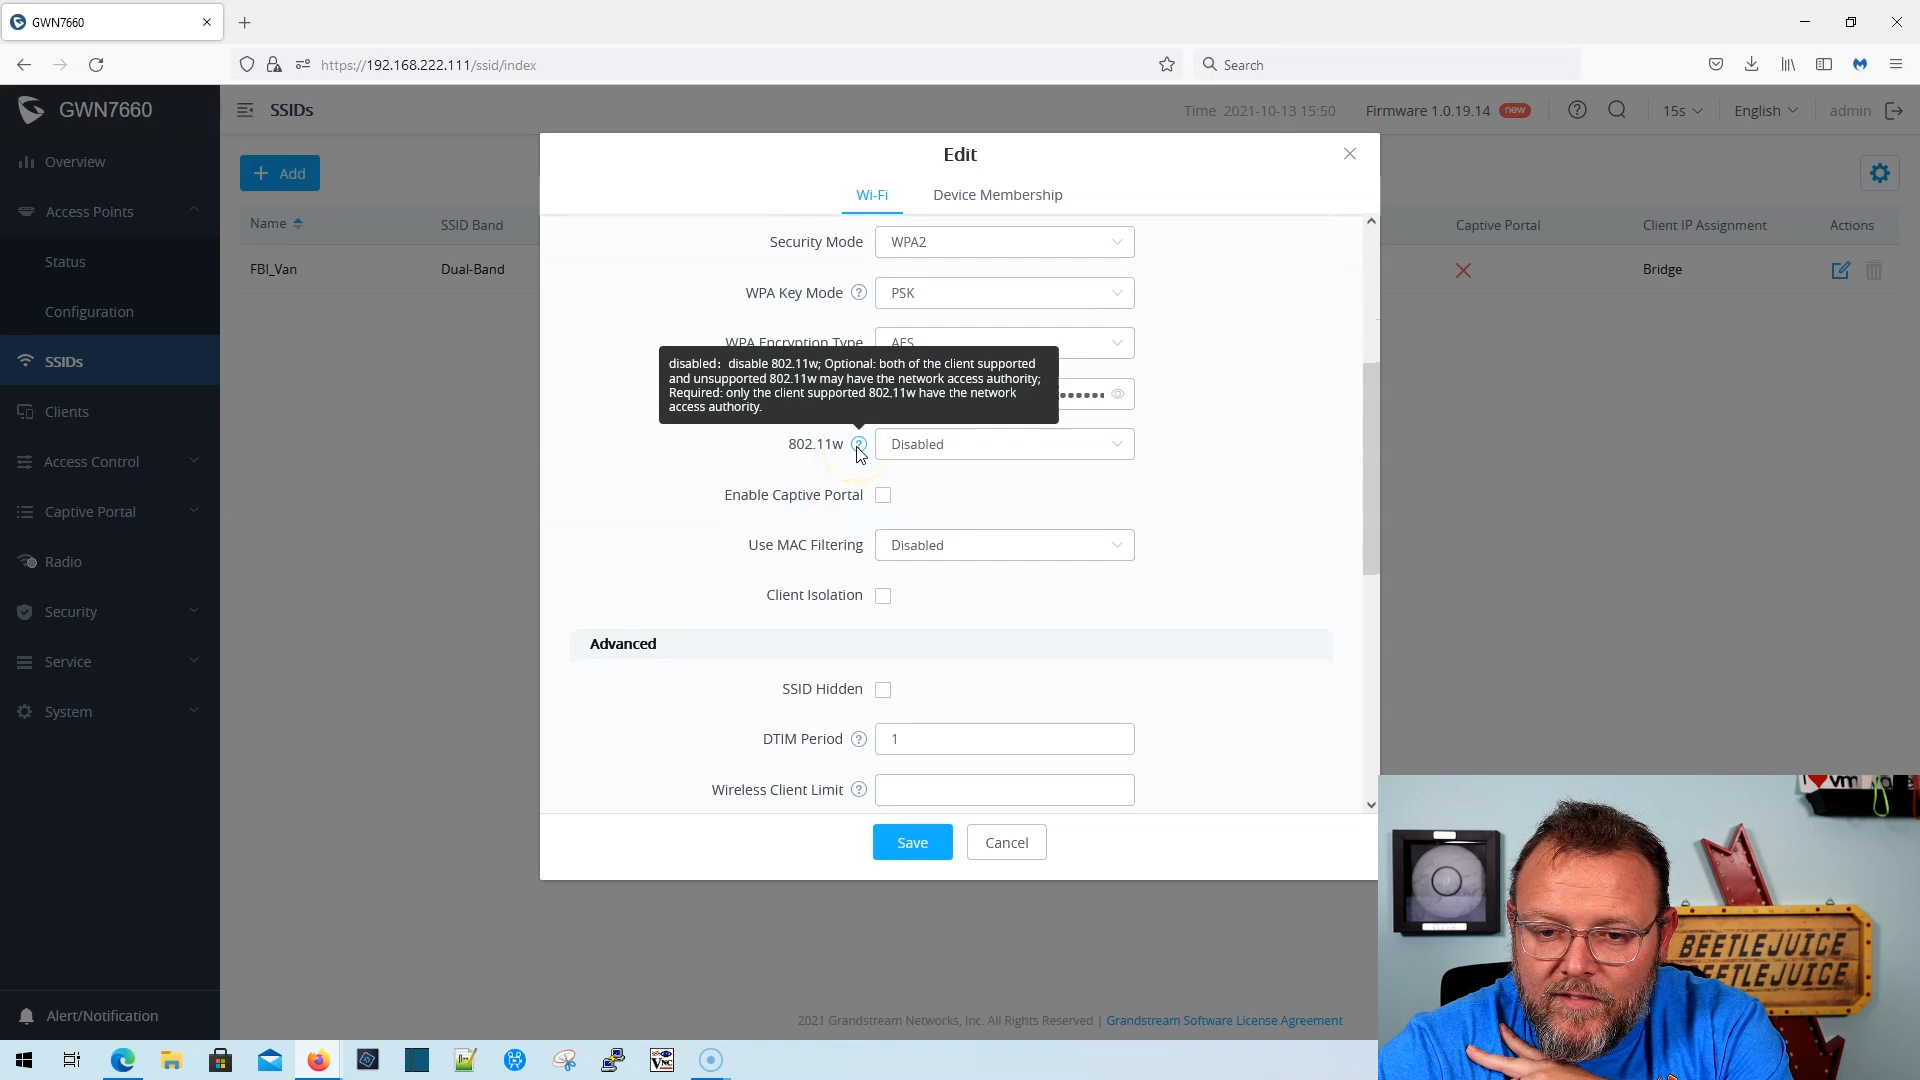 GWN7660
https://192.168.222.111/ssid/index
Search
GWN7660
SSIDs
Time 2021-10-13 15:50
Firmware 1.0.19.14 new
15s
English
admin
Overview
Access Points
Status
Configuration
SSIDs
Clients
Access Control
Captive Portal
Radio
Security
Service
System
Alert/Notification
Add
Name
SSID Band
Captive Portal
Client IP Assignment
Actions
FBI_Van
Dual-Band
Bridge
Edit
Wi-Fi
Device Membership
Security Mode
WPA2
WPA Key Mode
PSK
WPA Encryption Type
AES
disabled: disable 802.11w; Optional: both of the client supported
and unsupported 802.11w may have the network access authority;
Required: only the client supported 802.11w have the network
access authority.
802.11w
Disabled
Enable Captive Portal
Use MAC Filtering
Disabled
Client Isolation
Advanced
SSID Hidden
DTIM Period
1
Wireless Client Limit
Save
Cancel
2021 Grandstream Networks, Inc. All Rights Reserved | Grandstream Software License Agreement
BEETLEJUICE